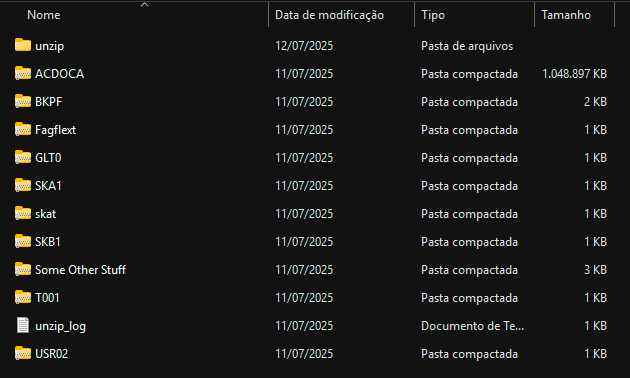 Nome Data de modificação Tipo Tamanho
unzip 12/07/2025 Pasta de arquivos
ACDOCA 11/07/2025 Pasta compactada 1.048.897 KB
BKPF 11/07/2025 Pasta compactada 2 KB
Fagflext 11/07/2025 Pasta compactada 1 KB
GLT0 11/07/2025 Pasta compactada 1 KB
SKA1 11/07/2025 Pasta compactada 1 KB
skat 11/07/2025 Pasta compactada 1 KB
SKB1 11/07/2025 Pasta compactada 1 KB
Some Other Stuff 11/07/2025 Pasta compactada 3 KB
T001 11/07/2025 Pasta compactada 1 KB
unzip_log 11/07/2025 Documento de Te... 1 KB
USR02 11/07/2025 Pasta compactada 1 KB